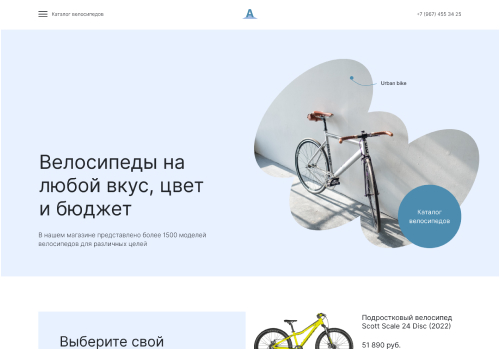 Каталог велосипедов
A
+7 (967) 455 34 25
Urban bike
Велосипеды на
любой вкус, цвет
и бюджет
В нашем магазине представлено более 1500 моделей
велосипедов для различных целей
Каталог
велосипедов
Выберите свой
Подростковый велосипед
Scott Scale 24 Disc (2022)
51 890 руб.